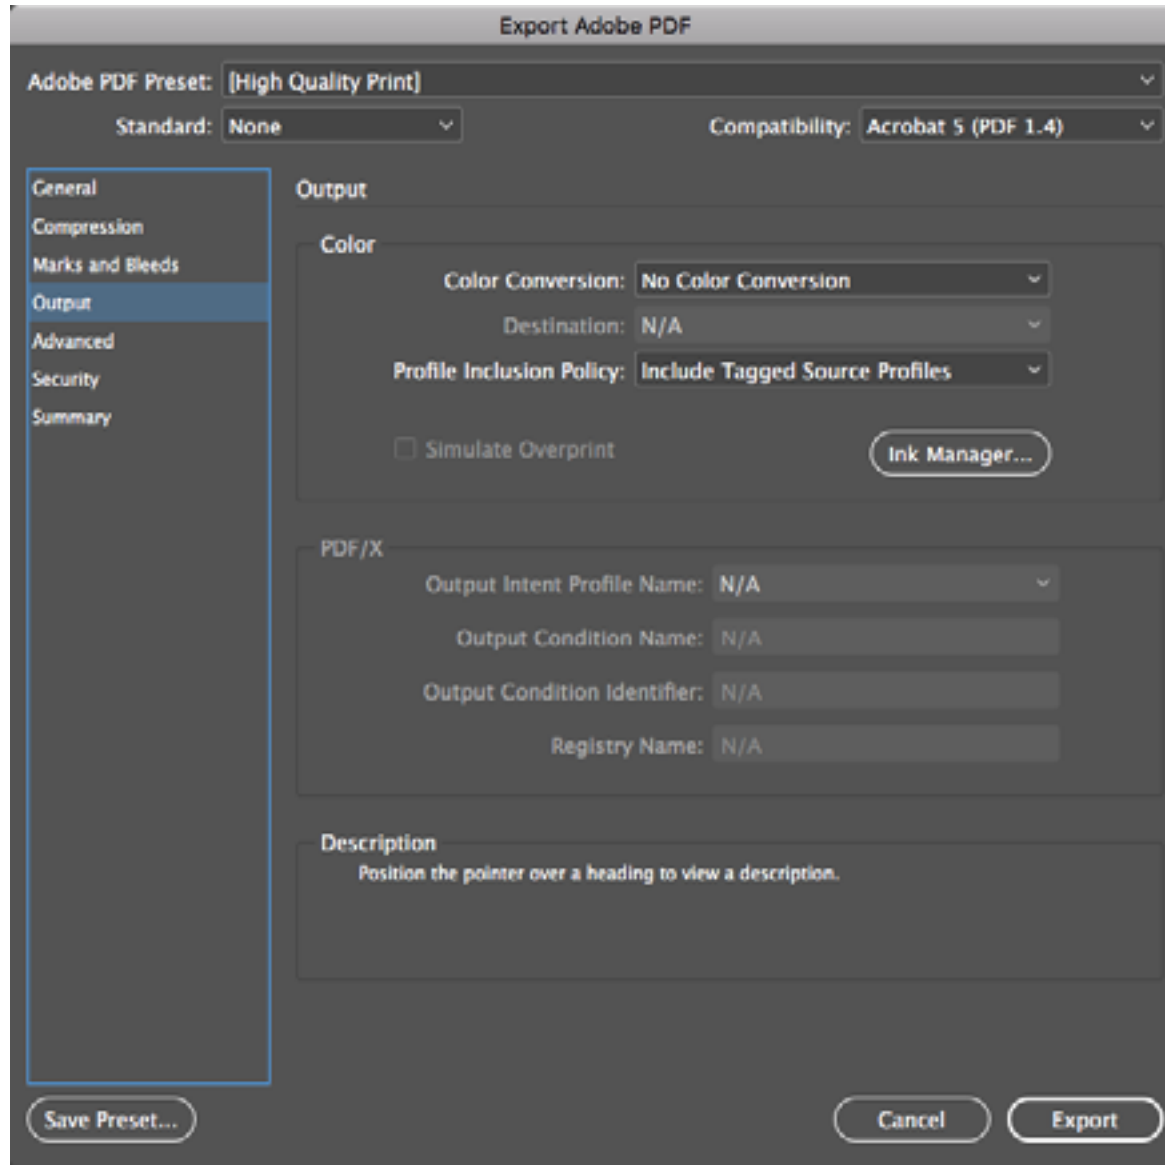 Export Adobe PDF
Adobe PDF Preset: [High Quality Print]
Standard: None Compatibility: Acrobat 5 (PDF 1.4)
General
Compression
Marks and Bleeds
Output
Advanced
Security
Summary
Output
Color
Color Conversion: No Color Conversion
Destination: N/A
Profile Inclusion Policy: Include Tagged Source Profiles
Simulate Overprint Ink Manager...
PDF/X
Output Intent Profile Name: N/A
Output Condition Name: N/A
Output Condition Identifier: N/A
Registry Name: N/A
Description
Position the pointer over a heading to view a description.
Save Preset... Cancel Export